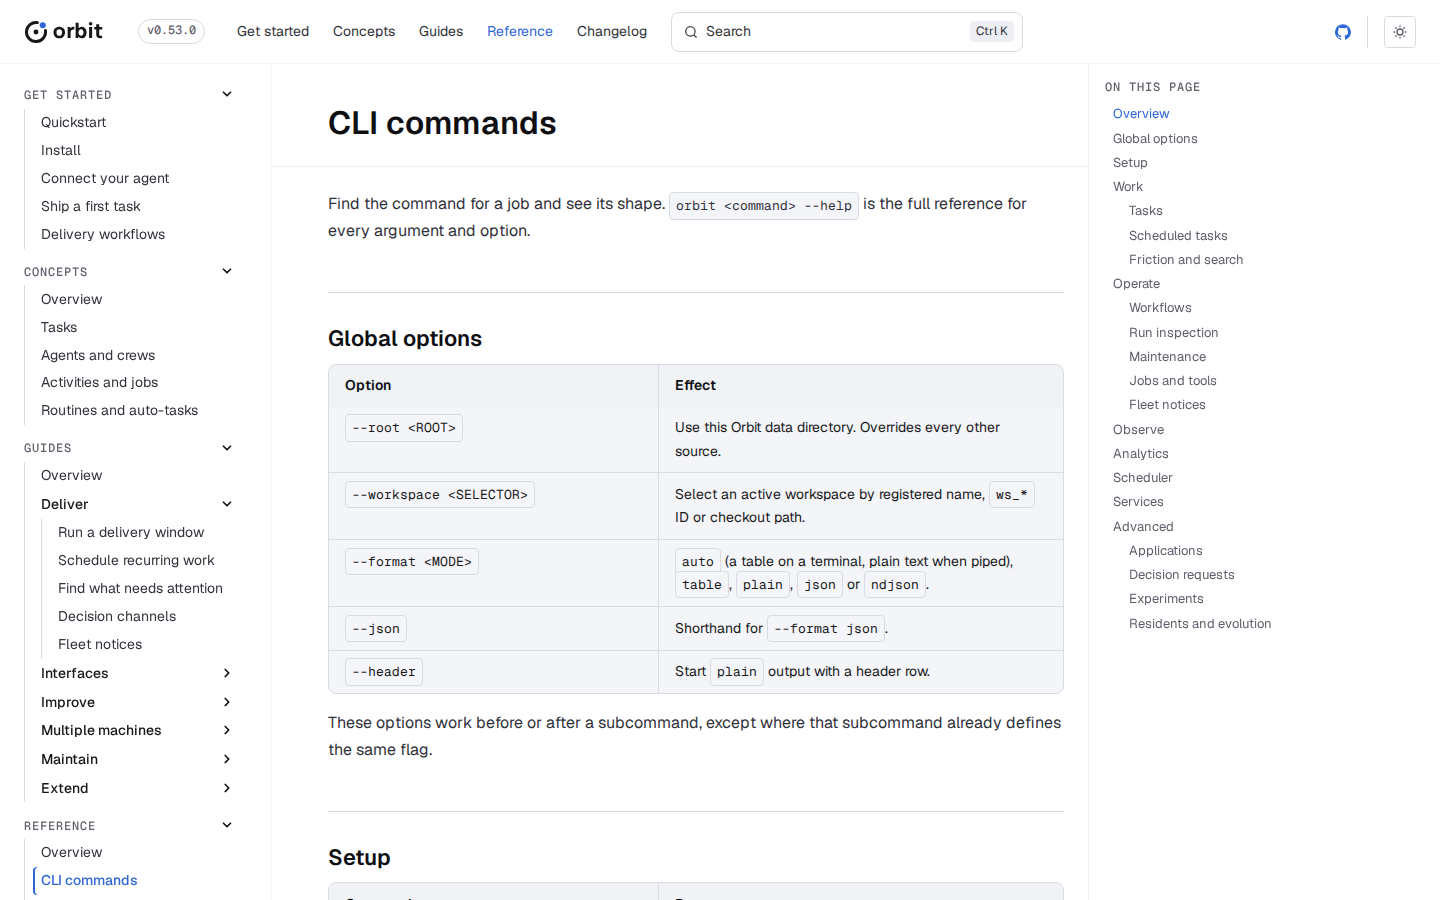 orbit
v0.53.0
Get started
Concepts
Guides
Reference
Changelog
Search
Ctrl K
GET STARTED
Quickstart
Install
Connect your agent
Ship a first task
Delivery workflows
CONCEPTS
Overview
Tasks
Agents and crews
Activities and jobs
Routines and auto-tasks
GUIDES
Overview
Deliver
Run a delivery window
Schedule recurring work
Find what needs attention
Decision channels
Fleet notices
Interfaces
Improve
Multiple machines
Maintain
Extend
REFERENCE
Overview
CLI commands
CLI commands
Find the command for a job and see its shape. orbit <command> --help is the full reference for
every argument and option.
Global options
Option
Effect
--root <ROOT>
Use this Orbit data directory. Overrides every other
source.
--workspace <SELECTOR>
Select an active workspace by registered name, ws_*
ID or checkout path.
--format <MODE>
auto (a table on a terminal, plain text when piped),
table, plain, json or ndjson.
--json
Shorthand for --format json.
--header
Start plain output with a header row.
These options work before or after a subcommand, except where that subcommand already defines
the same flag.
Setup
ON THIS PAGE
Overview
Global options
Setup
Work
Tasks
Scheduled tasks
Friction and search
Operate
Workflows
Run inspection
Maintenance
Jobs and tools
Fleet notices
Observe
Analytics
Scheduler
Services
Advanced
Applications
Decision requests
Experiments
Residents and evolution